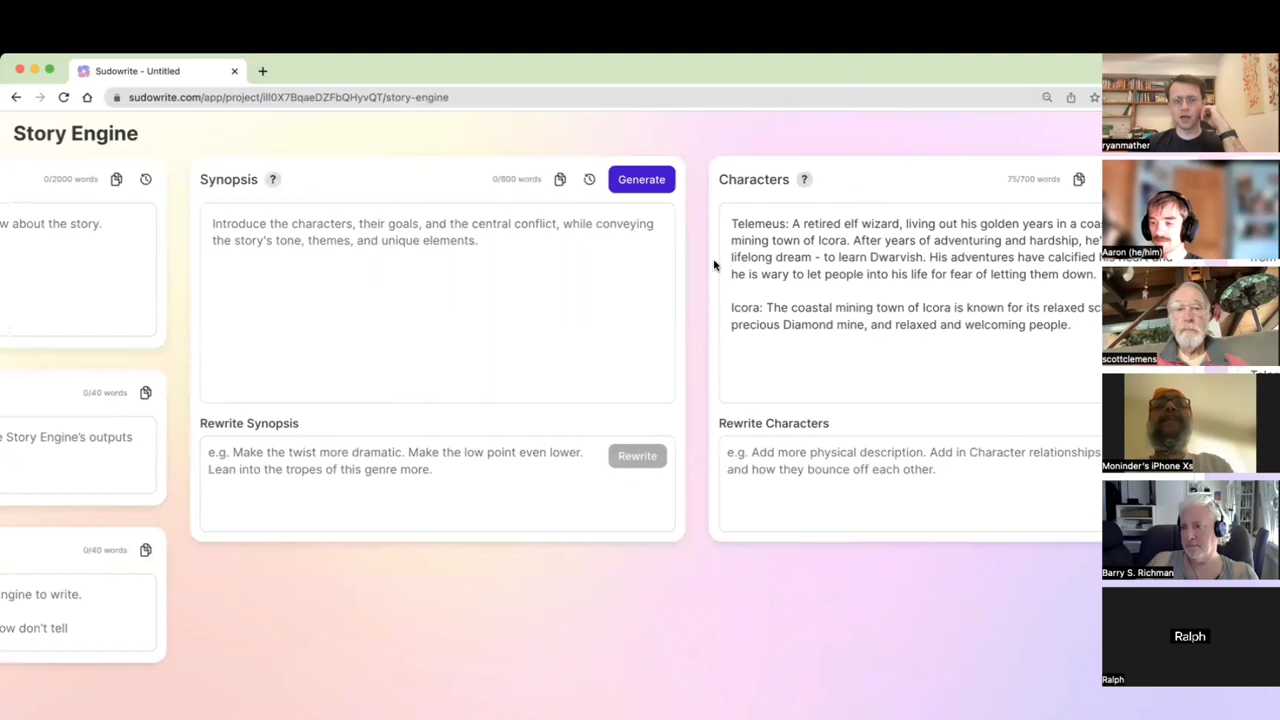 Sudowrite - Untitled
sudowrite.com/app/project/ill0X7BqaeDZFbQHyvQT/story-engine
Story Engine
0/2000 words
w about the story.
0/40 words
e Story Engine's outputs
0/40 words
ngine to write.
ow don't tell
Synopsis ?
0/800 words
Generate
Introduce the characters, their goals, and the central conflict, while conveying
the story's tone, themes, and unique elements.
Rewrite Synopsis
e.g. Make the twist more dramatic. Make the low point even lower.
Lean into the tropes of this genre more.
Rewrite
Characters ?
75/700 words
Telemeus: A retired elf wizard, living out his golden years in a coa
mining town of Icora. After years of adventuring and hardship, he'
lifelong dream - to learn Dwarvish. His adventures have calcified
he is wary to let people into his life for fear of letting them down.
Icora: The coastal mining town of Icora is known for its relaxed sc
precious Diamond mine, and relaxed and welcoming people.
Rewrite Characters
e.g. Add more physical description. Add in Character relationships
and how they bounce off each other.
ryanmather
Aaron (he/him)
scottclemens
Moninder's iPhone Xs
Barry S. Richman
Ralph
Ralph